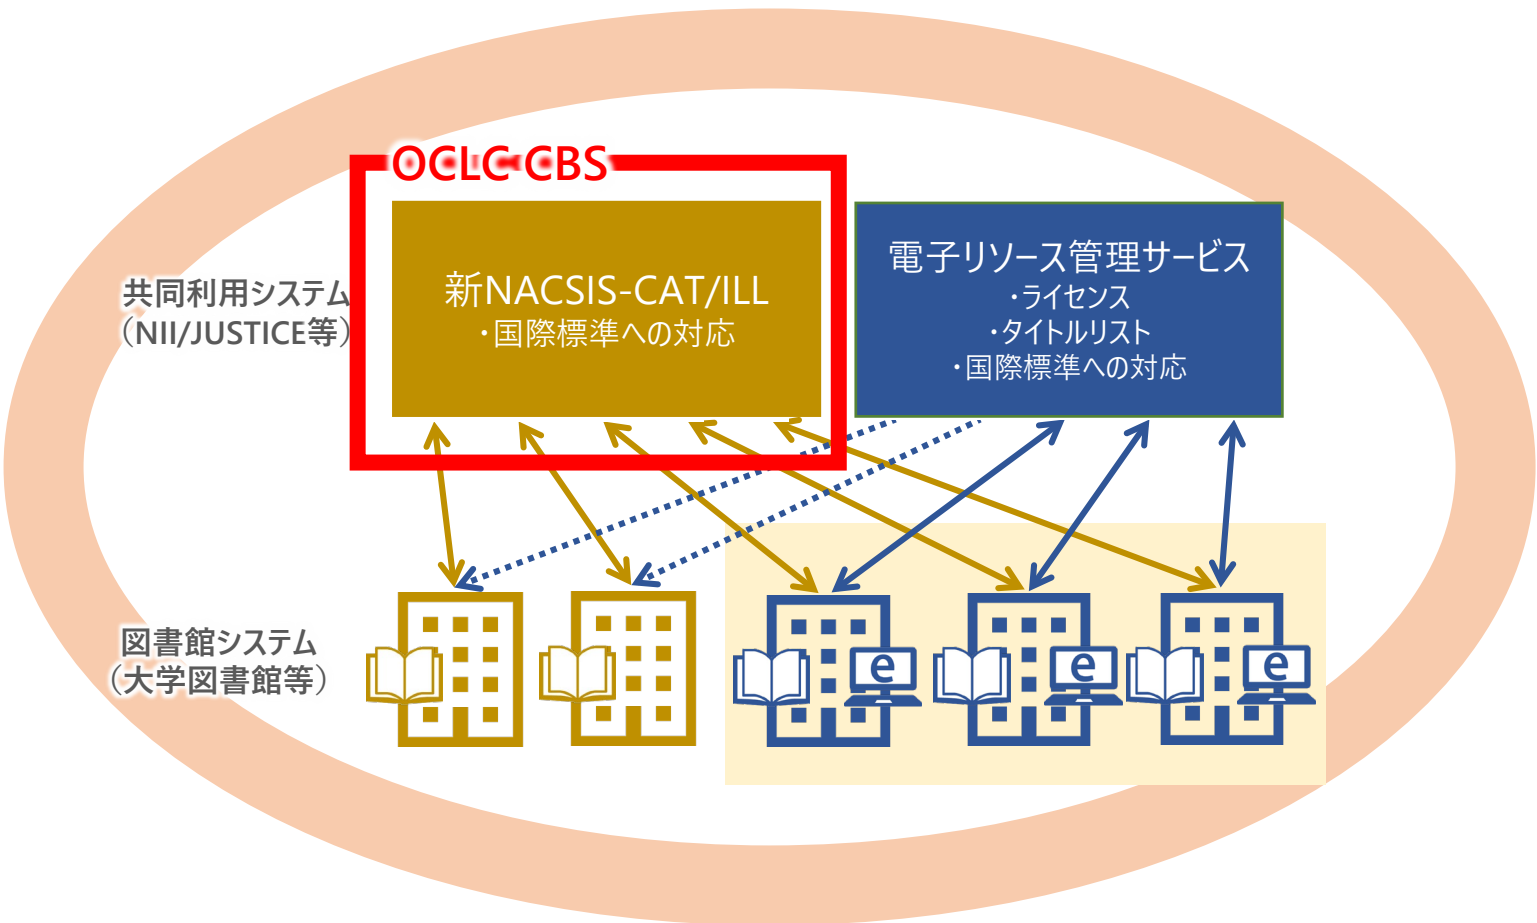 OCLC CBS
新NACSIS-CAT/ILL
・国際標準への対応
電子リソース管理サービス
・ライセンス
・タイトルリスト
・国際標準への対応
共同利用システム
（NII/JUSTICE等）
図書館システム
（大学図書館等）
e
e
e